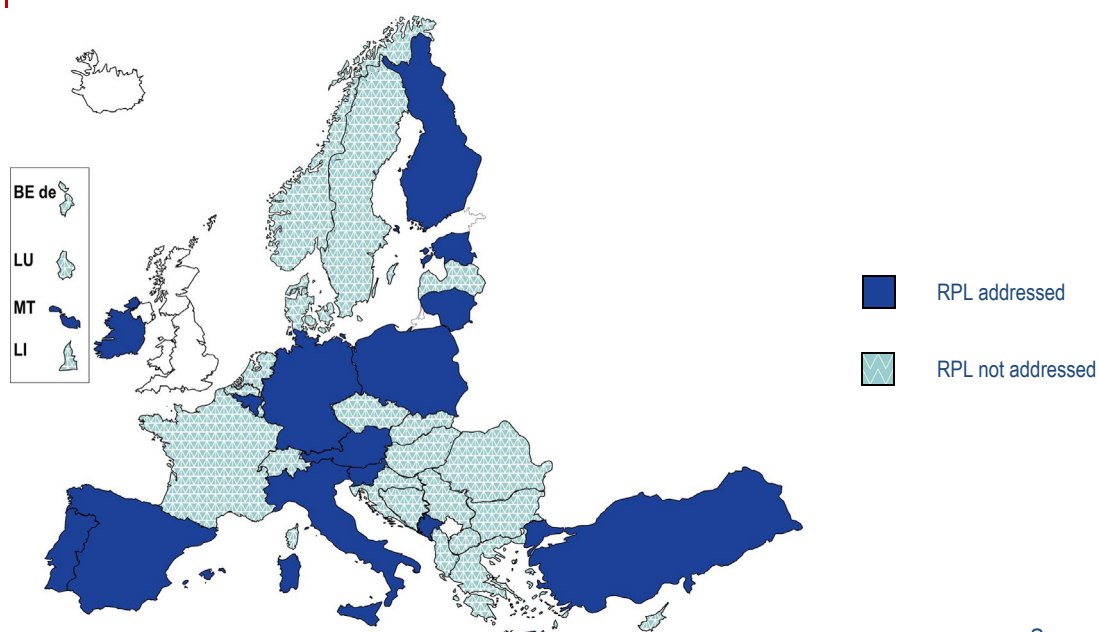 BE de
LU
MT
LI
RPL addressed
RPL not addressed